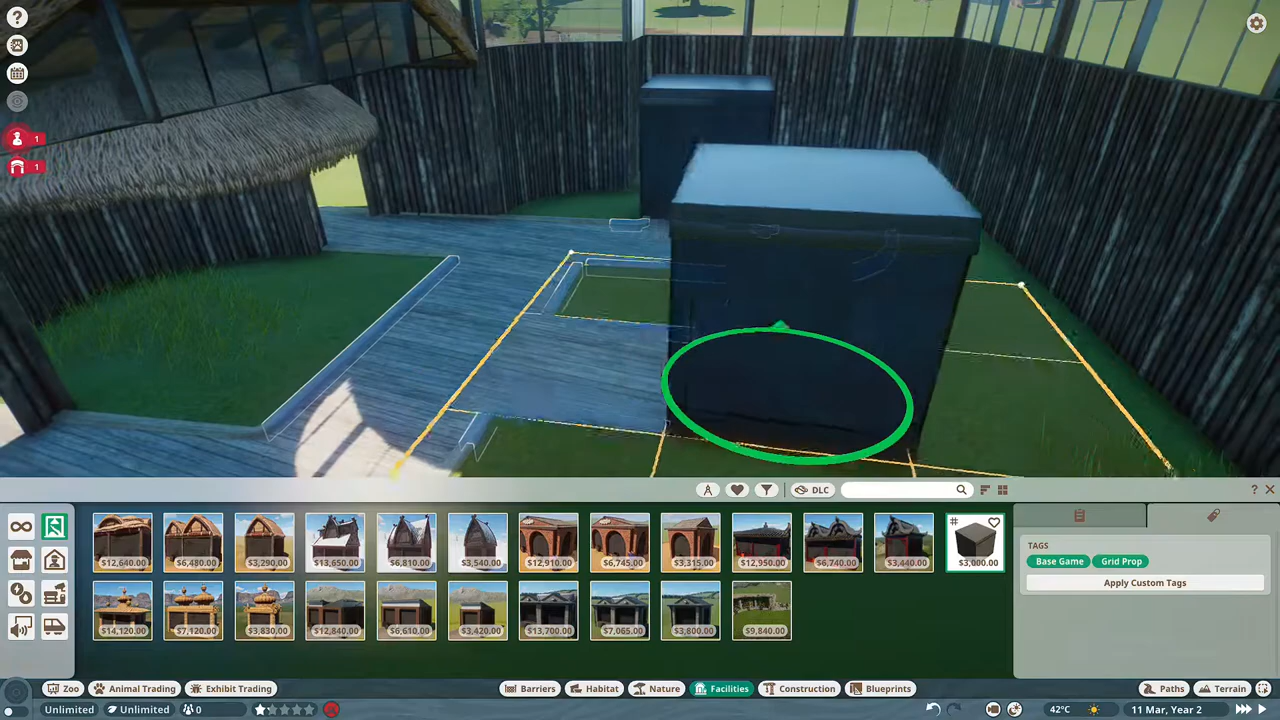 ?
1
1
DLC
? ×
$12,640.00 $6,480.00 $3,290.00 $13,650.00 $6,810.00 $3,540.00 $12,910.00 $6,745.00 $3,315.00 $12,950.00 $6,740.00 $3,440.00 # $3,000.00
$14,120.00 $7,120.00 $3,830.00 $12,840.00 $6,610.00 $3,420.00 $13,700.00 $7,065.00 $3,800.00 $9,840.00
TAGS
Base Game Grid Prop
Apply Custom Tags
Zoo Animal Trading Exhibit Trading Barriers Habitat Nature Facilities Construction Blueprints Paths Terrain
Unlimited Unlimited 0 42°C 11 Mar, Year 2